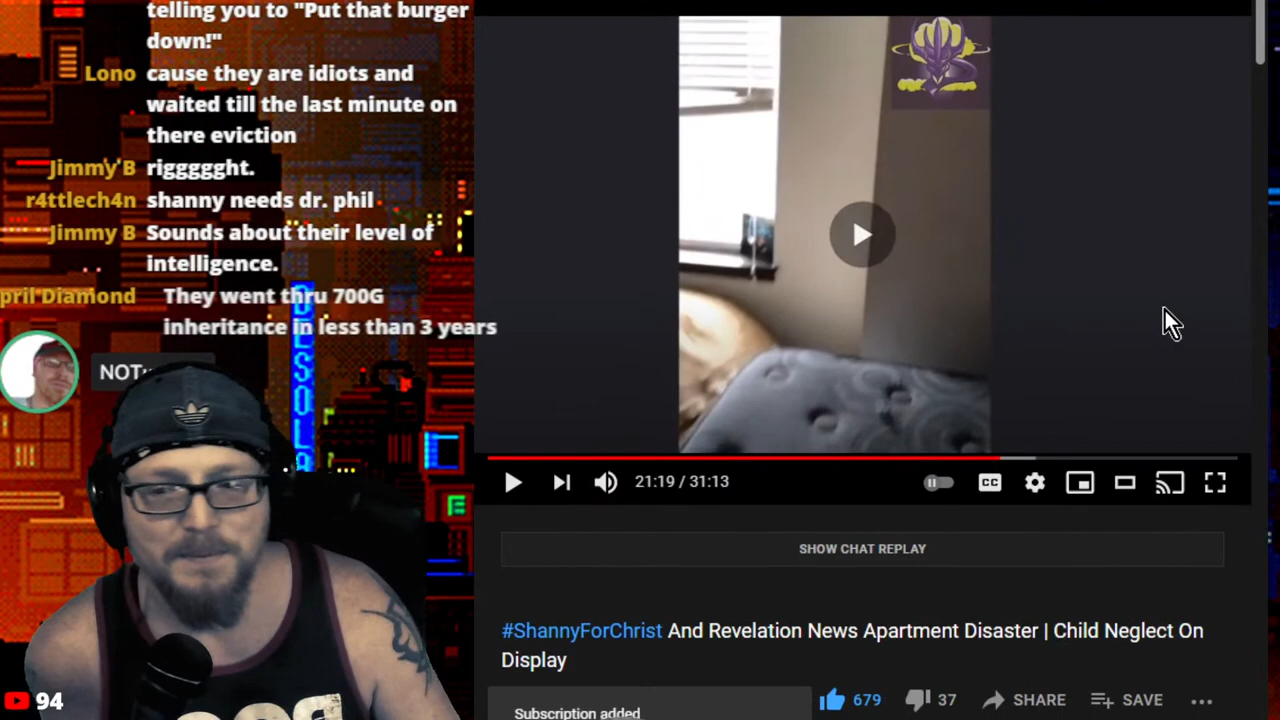 telling you to "Put that burger
down!"
Lono cause they are idiots and
waited till the last minute on
there eviction
Jimmy B riggggght.
r4ttlech4n shanny needs dr. phil
Jimmy B Sounds about their level of
intelligence.
pril Diamond They went thru 700G
inheritance in less than 3 years
94
21:19 / 31:13
CC
SHOW CHAT REPLAY
#ShannyForChrist And Revelation News Apartment Disaster | Child Neglect On
Display
679 37 SHARE SAVE
Subscription added